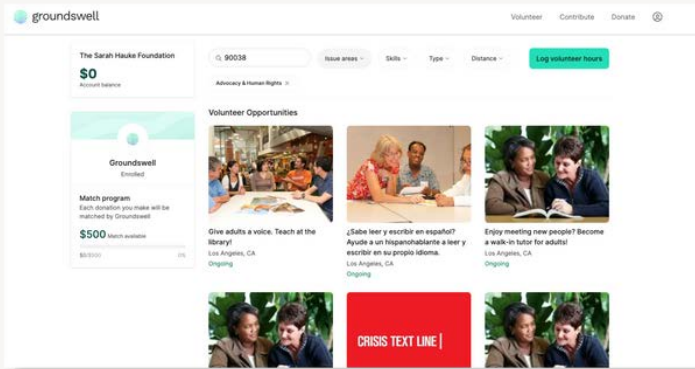 groundswell
Volunteer
Contribute
Donate
The Sarah Hauke Foundation
$0
Account balance
90038
Issue areas
Skills
Type
Distance
Log volunteer hours
Advocacy & Human Rights ×
Groundswell
Enrolled
Match program
Each donation you make will be
matched by Groundswell
$500 Match available
0%
Volunteer Opportunities
Give adults a voice. Teach at the
library!
Los Angeles, CA
Ongoing
¿Sabe leer y escribir en español?
Ayude a un hispanohablante a leer y
escribir en su propio idioma.
Los Angeles, CA
Ongoing
Enjoy meeting new people? Become
a walk-in tutor for adults!
Los Angeles, CA
Ongoing
CRISIS TEXT LINE|